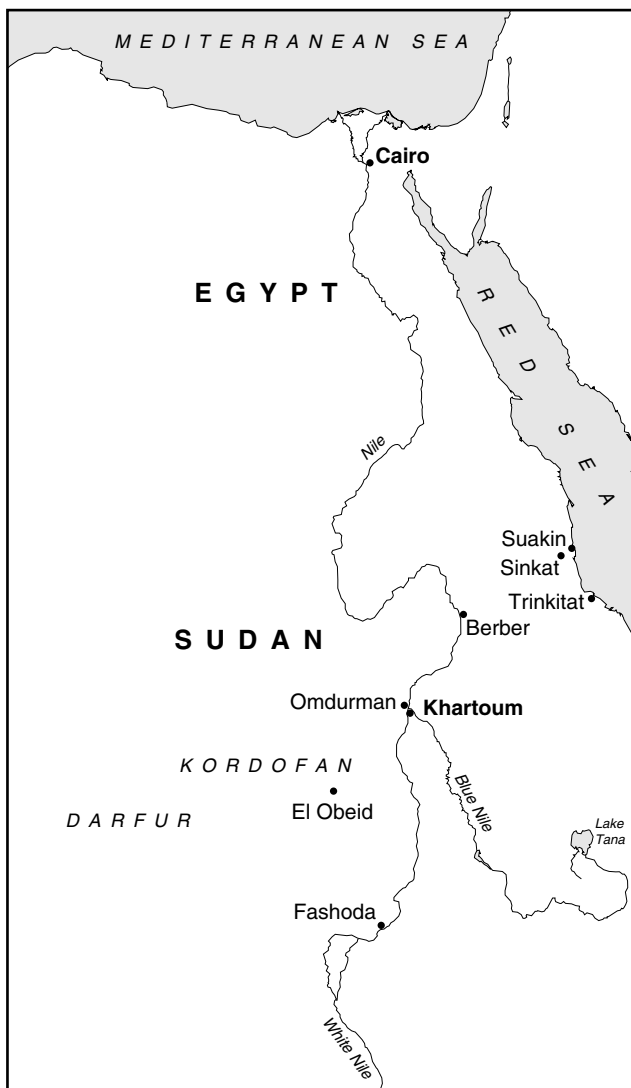 MEDITERRANEAN SEA
Cairo
EGYPT
RED SEA
Nile
Suakin
Sinkat
Trinkitat
Berber
SUDAN
Omdurman
Khartoum
KORDOFAN
El Obeid
Blue Nile
DARFUR
Lake
Tana
Fashoda
White Nile